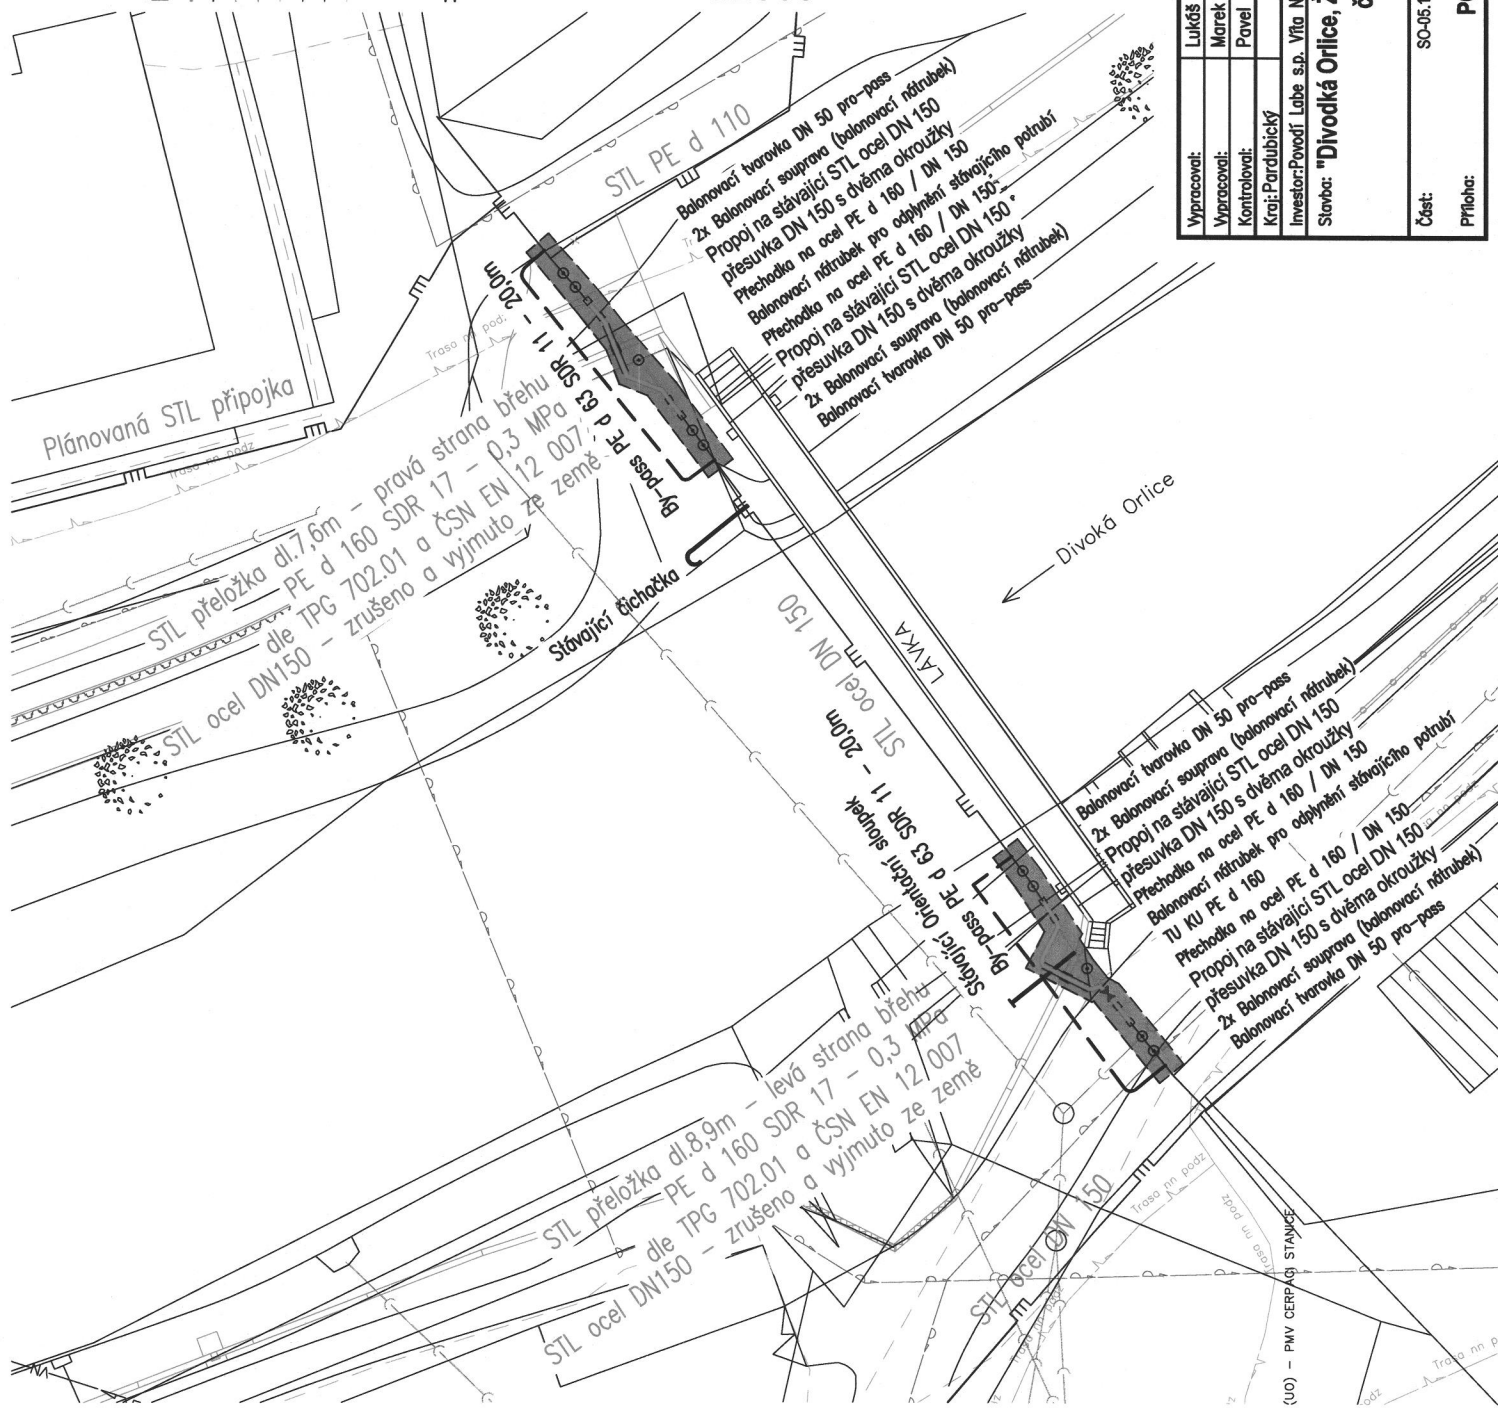 Vypracoval:
Lukáš
Vypracoval:
Marek
Kontroloval:
Pavel
Kraj: Pardubický
Investor: Povodí Labe s.p. Víta
Stavba: "Divodká Orlice,
Část:
SO-05.1
Příloha:
STL PE d 110
Balonovací tvarovka DN 50 pro-pass
2x Balonovací souprava (balonovací nátrubek)
Propoj na stávající STL ocel DN 150
přesuvka DN 150 s dvěma okroužky
Přechodka na ocel PE d 160 / DN 150
Balonovací nátrubek pro odplynění stávajícího potrubí
Přechodka na ocel PE d 160 / DN 150
Propoj na stávající STL ocel DN 150
přesuvka DN 150 s dvěma okroužky
2x Balonovací souprava (balonovací nátrubek)
Balonovací tvarovka DN 50 pro-pass
By-pass PE d 63 SDR 11 - 20,0m
Trasa nn podz
Plánovaná STL přípojka
Trasa nn podz
STL přeložka dl.7,6m - pravá strana břehu
PE d 160 SDR 17 - 0,3 MPa
dle TPG 702.01 a ČSN EN 12 007
STL ocel DN150 - zrušeno a vyjmuto ze země
Stávající čichačka
Divoká Orlice
LÁVKA
STL ocel DN 150
By-pass PE d 63 SDR 11 - 20,0m
Stávající Orientační sloupek
Balonovací tvarovka DN 50 pro-pass
2x Balonovací souprava (balonovací nátrubek)
Propoj na stávající STL ocel DN 150
přesuvka DN 150 s dvěma okroužky
Přechodka na ocel PE d 160 / DN 150
Balonovací nátrubek pro odplynění stávajícího potrubí
TU KU PE d 160
Přechodka na ocel PE d 160 / DN 150
Propoj na stávající STL ocel DN 150
přesuvka DN 150 s dvěma okroužky
2x Balonovací souprava (balonovací nátrubek)
Balonovací tvarovka DN 50 pro-pass
STL přeložka dl.8,9m - levá strana břehu
PE d 160 SDR 17 - 0,3 MPa
dle TPG 702.01 a ČSN EN 12 007
STL ocel DN150 - zrušeno a vyjmuto ze země
STL ocel DN 150
Trasa nn podz
Trasa nn podz
(UO) - PMV CERPACI STANICE
Trasa nn p